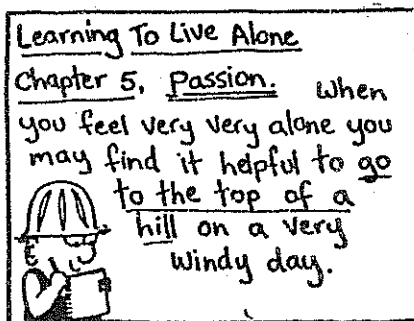 Learning To Live Alone
Chapter 5, Passion. When
you feel very very alone you
may find it helpful to go
to the top of a
hill on a very
windy day.